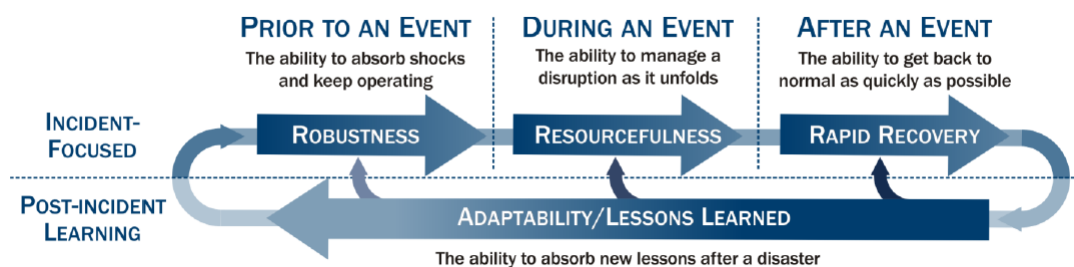 PRIOR TO AN EVENT
The ability to absorb shocks
and keep operating
DURING AN EVENT
The ability to manage a
disruption as it unfolds
AFTER AN EVENT
The ability to get back to
normal as quickly as possible
INCIDENT-
FOCUSED
ROBUSTNESS
RESOURCEFULNESS
RAPID RECOVERY
POST-INCIDENT
LEARNING
ADAPTABILITY/LESSONS LEARNED
The ability to absorb new lessons after a disaster